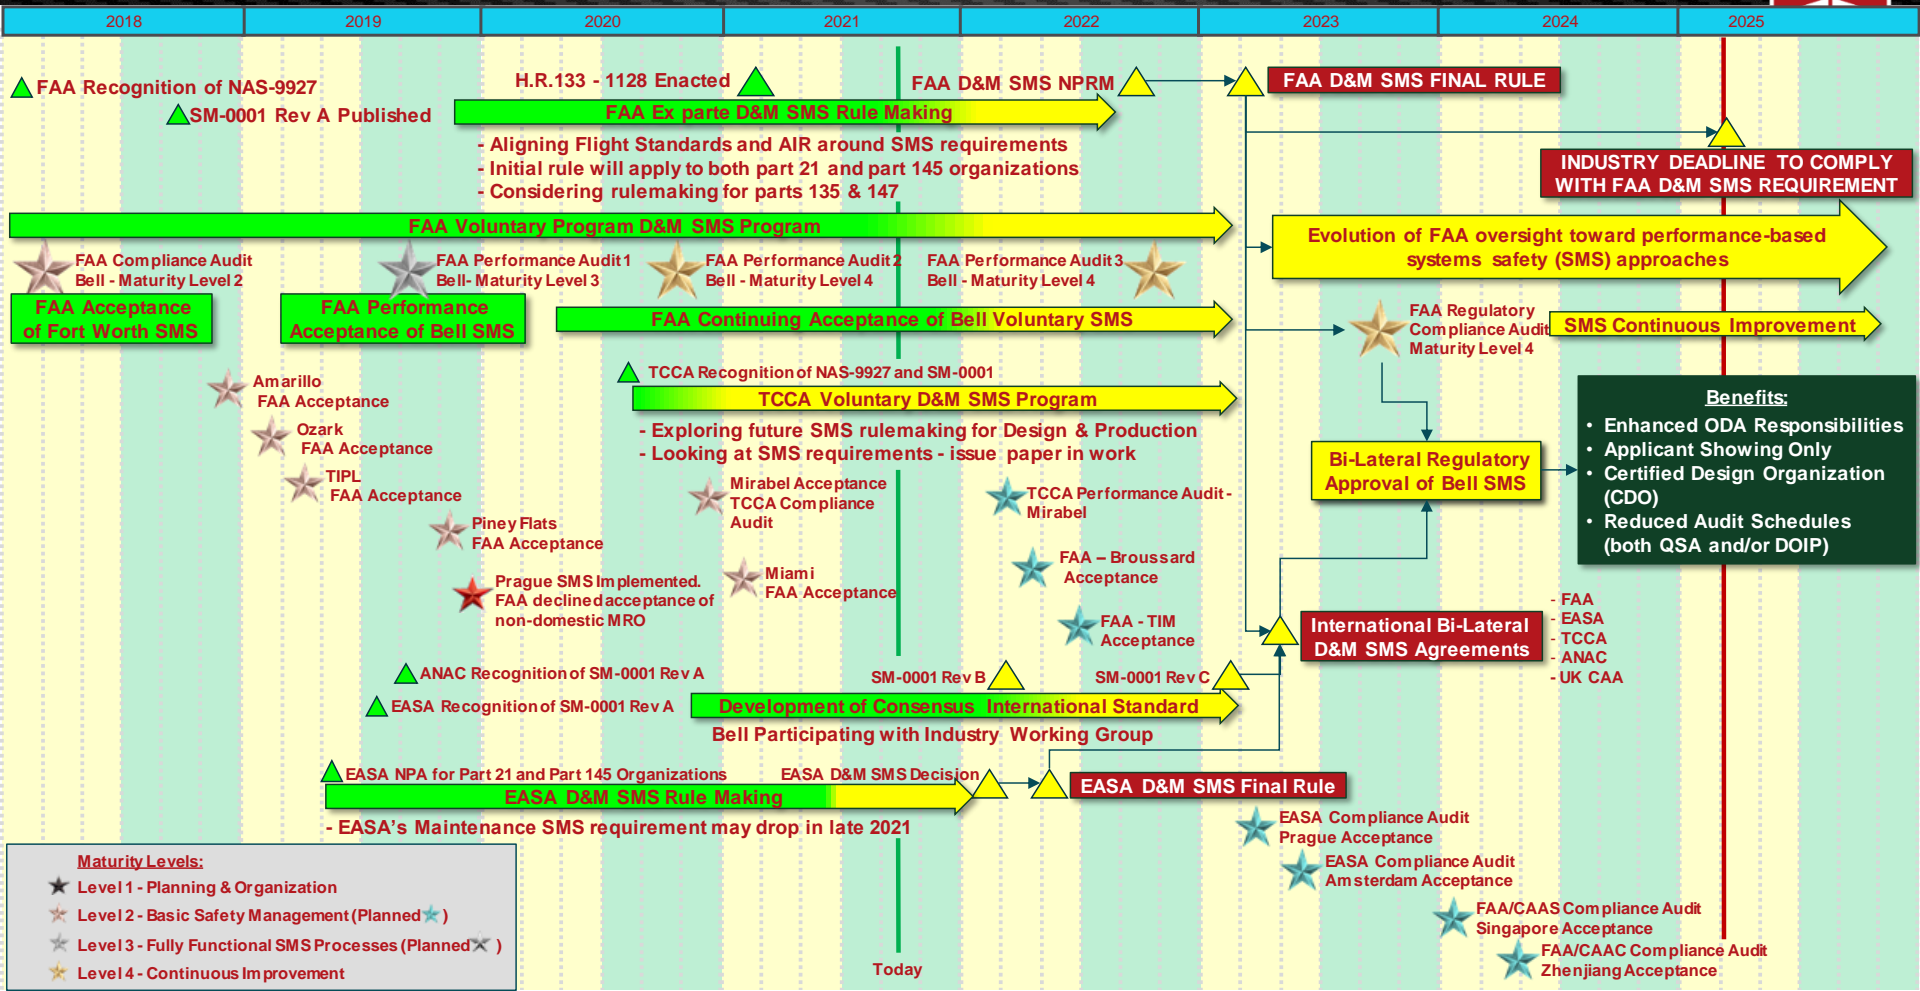 2018
2019
2020
2021
2022
2023
2024
2025
FAA Recognition of NAS-9927
SM-0001 Rev A Published
H.R.133 - 1128 Enacted
FAA D&M SMS NPRM
FAA D&M SMS FINAL RULE
FAA Ex parte D&M SMS Rule Making
- Aligning Flight Standards and AIR around SMS requirements
- Initial rule will apply to both part 21 and part 145 organizations
- Considering rulemaking for parts 135 & 147
INDUSTRY DEADLINE TO COMPLY
WITH FAA D&M SMS REQUIREMENT
FAA Voluntary Program D&M SMS Program
Evolution of FAA oversight toward performance-based
systems safety (SMS) approaches
FAA Compliance Audit
Bell - Maturity Level 2
FAA Performance Audit 1
Bell- Maturity Level 3
FAA Performance Audit 2
Bell - Maturity Level 4
FAA Performance Audit 3
Bell - Maturity Level 4
FAA Acceptance
of Fort Worth SMS
FAA Performance
Acceptance of Bell SMS
FAA Continuing Acceptance of Bell Voluntary SMS
FAA Regulatory
Compliance Audit
Maturity Level 4
SMS Continuous Improvement
Amarillo
FAA Acceptance
Ozark
FAA Acceptance
TIPL
FAA Acceptance
Piney Flats
FAA Acceptance
Prague SMS Implemented.
FAA declined acceptance of
non-domestic MRO
TCCA Recognition of NAS-9927 and SM-0001
TCCA Voluntary D&M SMS Program
- Exploring future SMS rulemaking for Design & Production
- Looking at SMS requirements - issue paper in work
Mirabel Acceptance
TCCA Compliance
Audit
Miami
FAA Acceptance
TCCA Performance Audit -
Mirabel
FAA – Broussard
Acceptance
FAA - TIM
Acceptance
Bi-Lateral Regulatory
Approval of Bell SMS
Benefits:
• Enhanced ODA Responsibilities
• Applicant Showing Only
• Certified Design Organization
(CDO)
• Reduced Audit Schedules
(both QSA and/or DOIP)
International Bi-Lateral
D&M SMS Agreements
- FAA
- EASA
- TCCA
- ANAC
- UK CAA
ANAC Recognition of SM-0001 Rev A
EASA Recognition of SM-0001 Rev A
SM-0001 Rev B
SM-0001 Rev C
Development of Consensus International Standard
Bell Participating with Industry Working Group
EASA NPA for Part 21 and Part 145 Organizations
EASA D&M SMS Decision
EASA D&M SMS Final Rule
EASA D&M SMS Rule Making
- EASA's Maintenance SMS requirement may drop in late 2021
EASA Compliance Audit
Prague Acceptance
EASA Compliance Audit
Amsterdam Acceptance
FAA/CAAS Compliance Audit
Singapore Acceptance
FAA/CAAC Compliance Audit
Zhenjiang Acceptance
Today
Maturity Levels:
Level 1 - Planning & Organization
Level 2 - Basic Safety Management (Planned )
Level 3 - Fully Functional SMS Processes (Planned )
Level 4 - Continuous Improvement